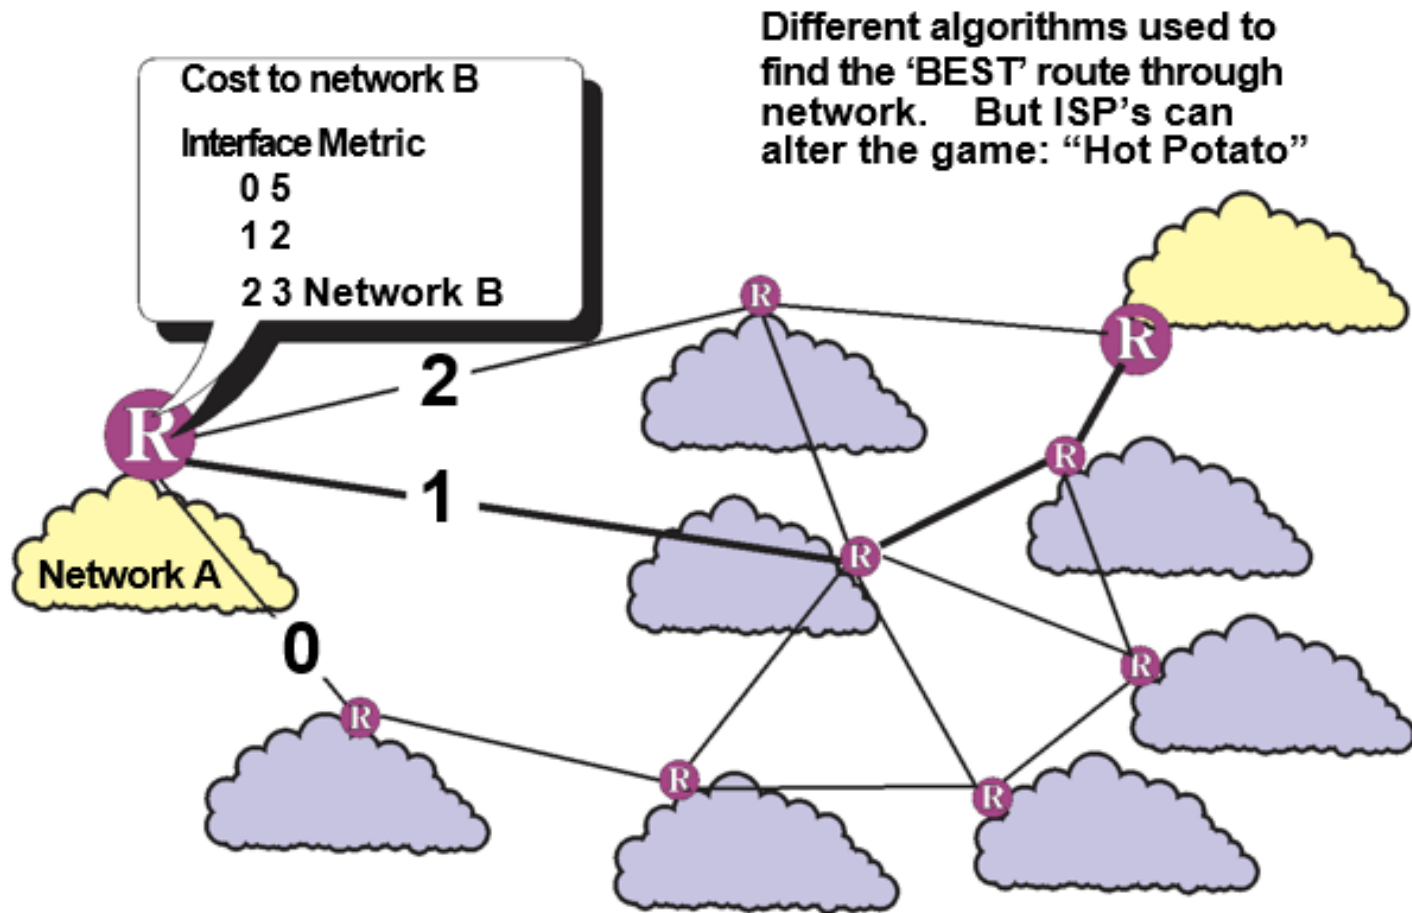 Different algorithms used to
find the ‘BEST’ route through
network. But ISP’s can
alter the game: “Hot Potato”
Cost to network B
Interface Metric
0 5
1 2
2 3 Network B
R
R
2
R
R
1
R
Network A
R
0
R
R
R
R